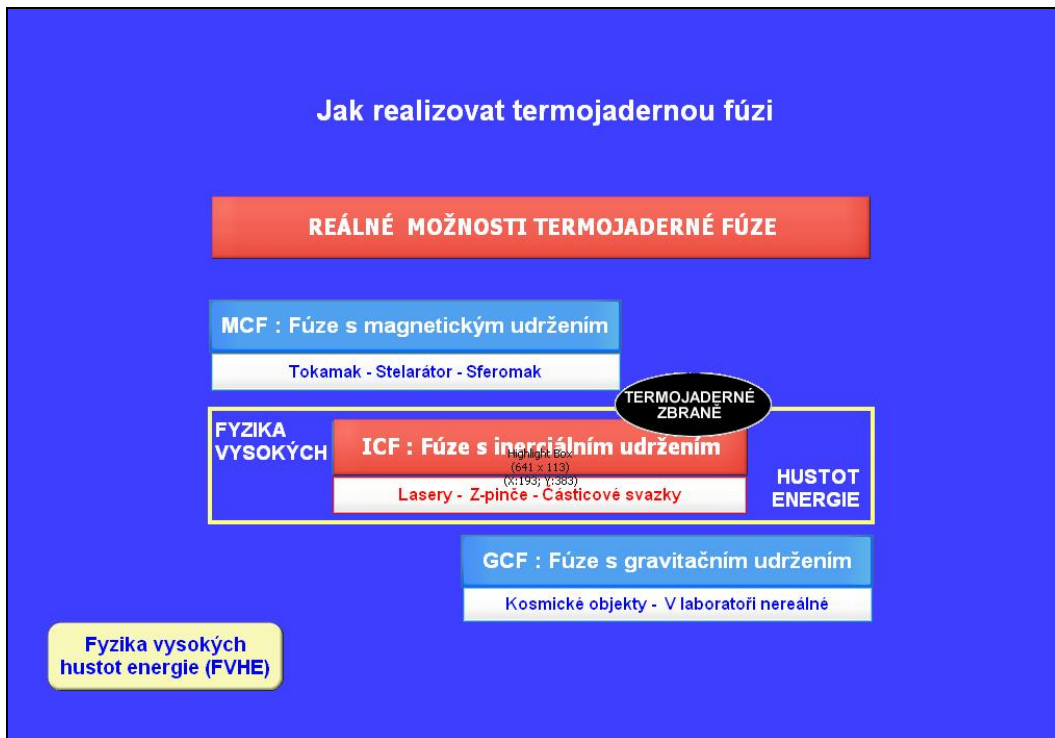 Jak realizovat termojadernou fúzi
REÁLNÉ MOŽNOSTI TERMOJADERNÉ FÚZE
MCF : Fúze s magnetickým udržením
Tokamak - Stelarátor - Sferomak
TERMOJADERNÉ
ZBRANĚ
FYZIKA
VYSOKÝCH
ICF : Fúze s inerciálním udržením
Highlight Box
(641 x 113)
(X:193; Y:383)
Lasery - Z-pinče - Částicové svazky
HUSTOT
ENERGIE
GCF : Fúze s gravitačním udržením
Kosmické objekty - V laboratoři nereálné
Fyzika vysokých
hustot energie (FVHE)